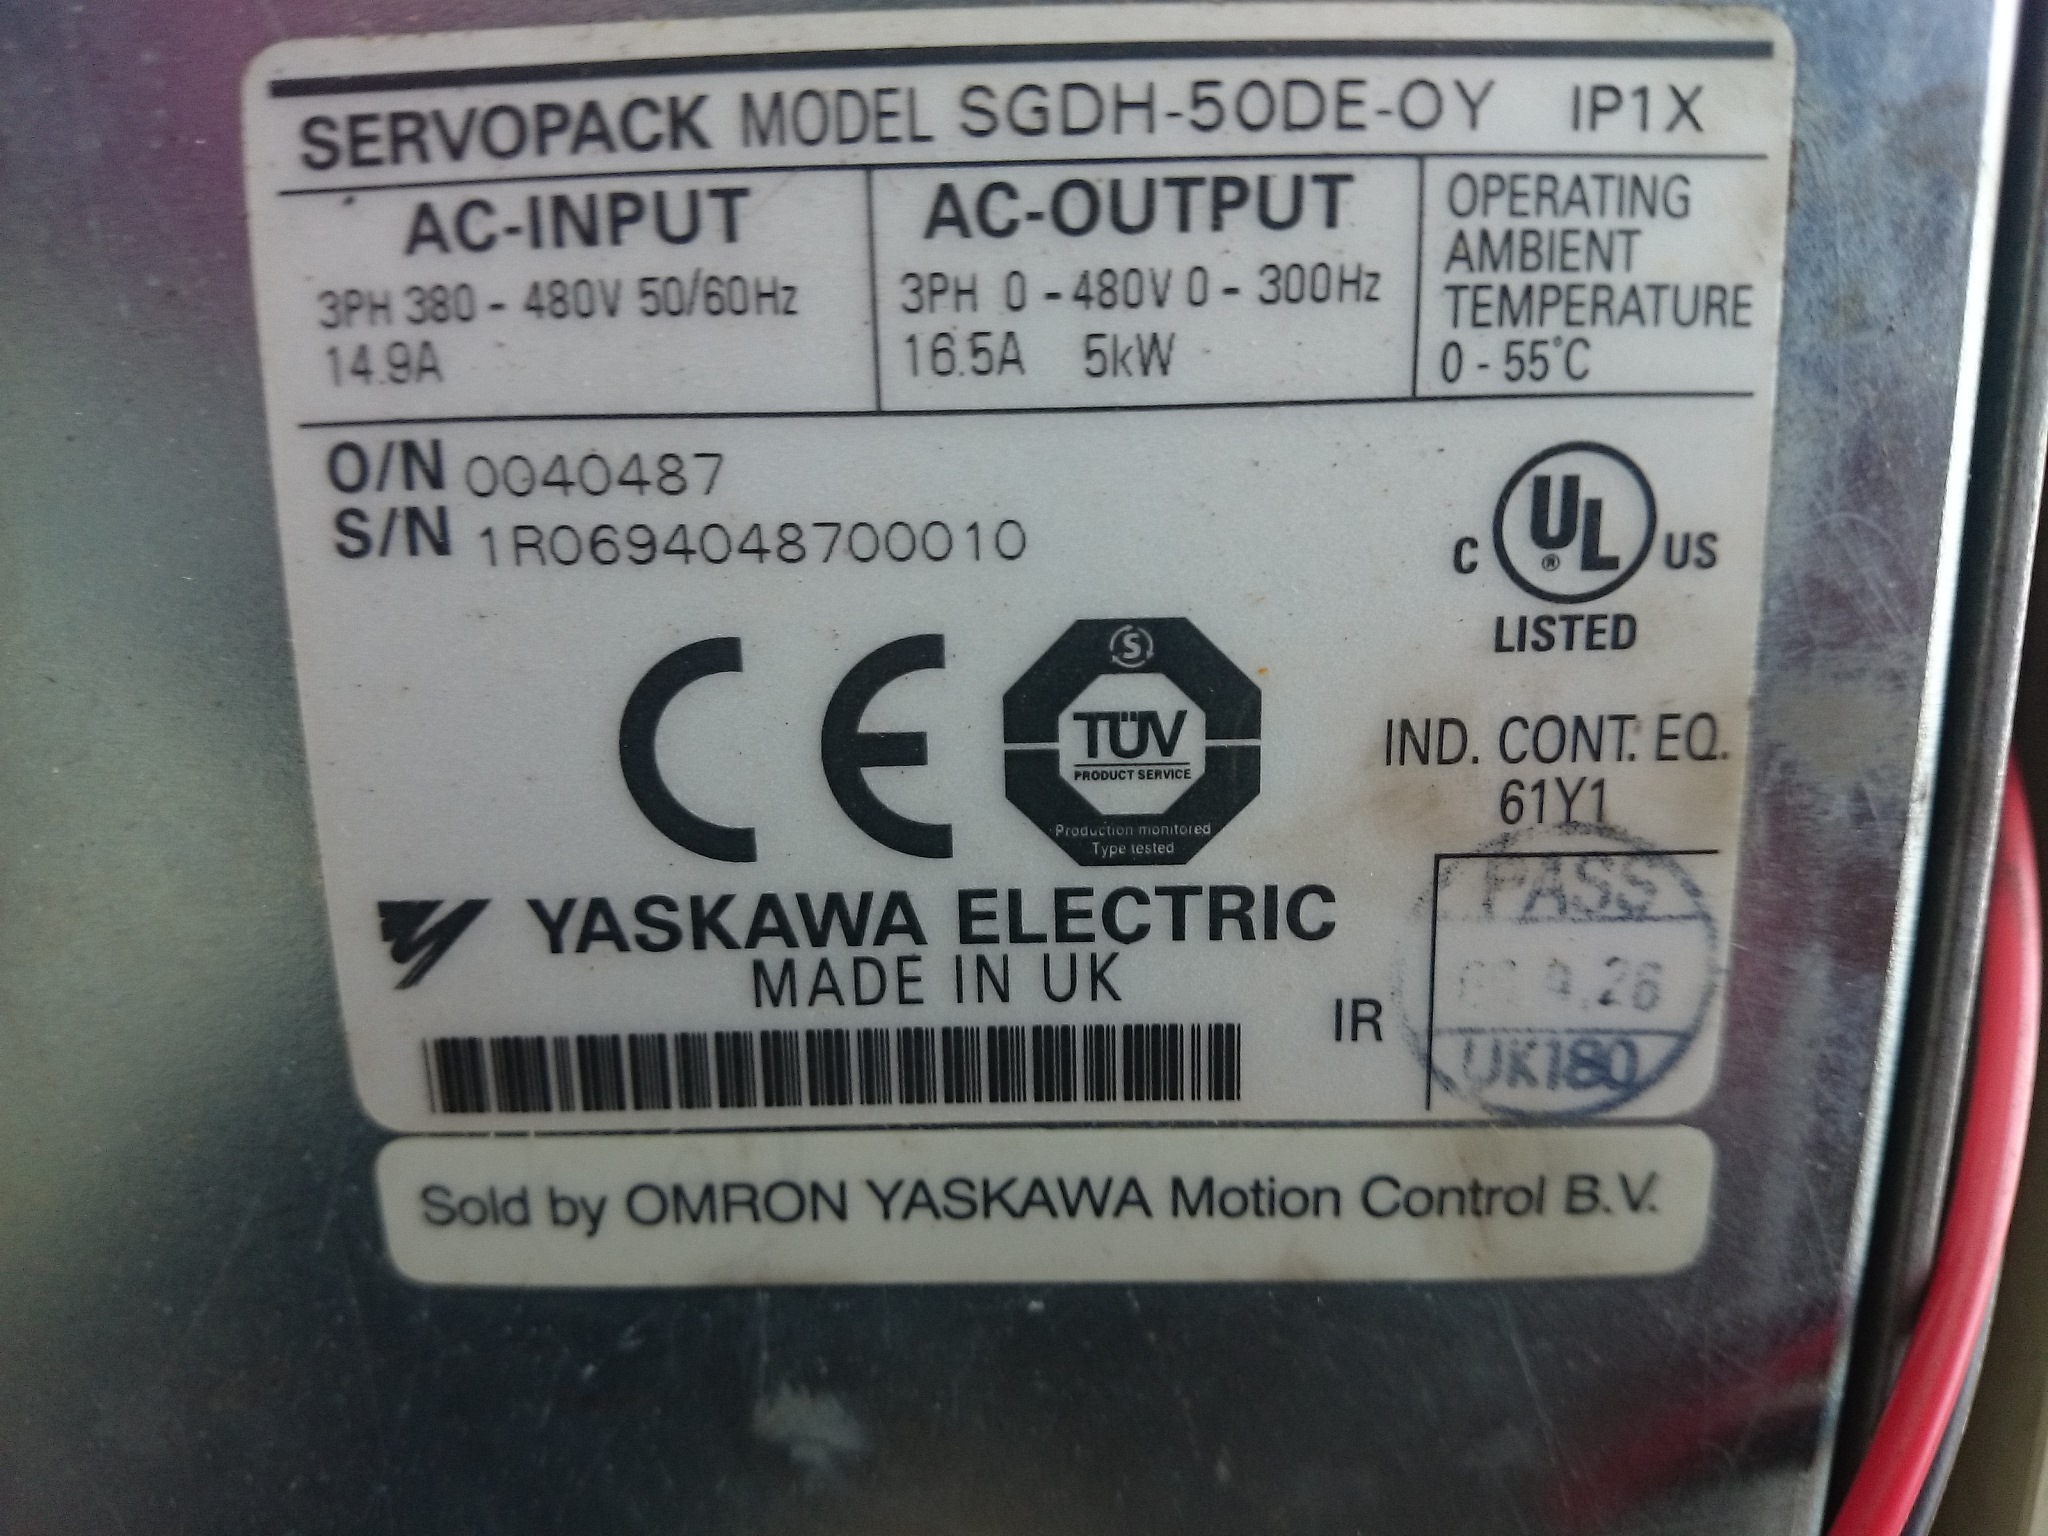 SERVOPACK MODEL SGDH-50DE-OY IP1X
AC-INPUT
3PH 380 - 480V 50/60Hz
14.9A
AC-OUTPUT
3PH 0 - 480V 0 - 300Hz
16.5A 5kW
OPERATING
AMBIENT
TEMPERATURE
0 - 55°C
O/N 0040487
S/N 1R0694048700010
C UL® US
LISTED
CE
S
TÜV
PRODUCT SERVICE
Production monitored
Type tested
IND. CONT. EQ.
61Y1
YASKAWA ELECTRIC
MADE IN UK
IR
PASS
26
UK180
Sold by OMRON YASKAWA Motion Control B.V.